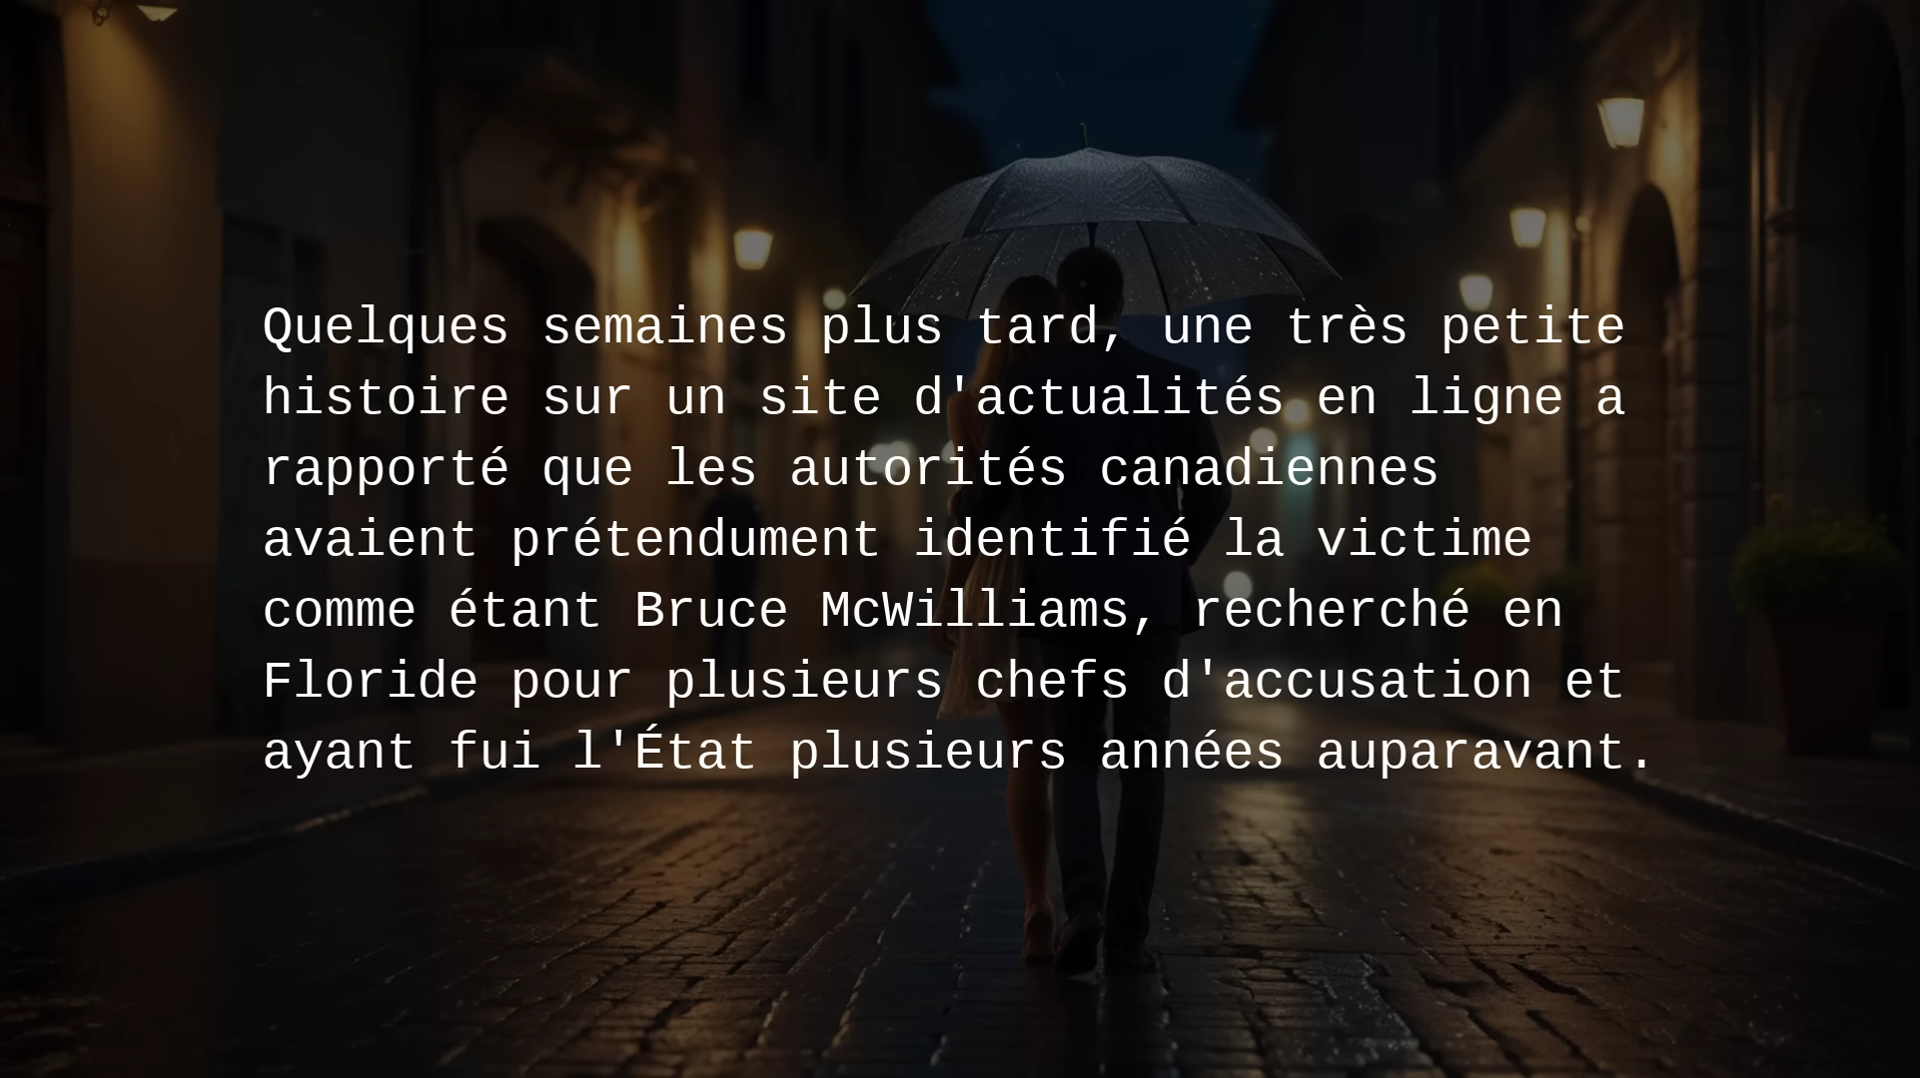 Quelques semaines plus tard, une très petite
histoire sur un site d'actualités en ligne a
rapporté que les autorités canadiennes
avaient prétendument identifié la victime
comme étant Bruce McWilliams, recherché en
Floride pour plusieurs chefs d'accusation et
ayant fui l'État plusieurs années auparavant.